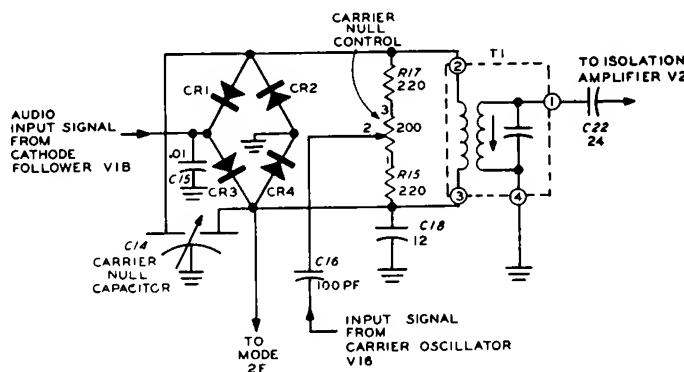 CARRIER
NULL
CONTROL
T1
R17
220
2
TO ISOLATION
AMPLIFIER V2
CR1
CR2
3
1
AUDIO
INPUT SIGNAL
FROM
CATHODE
FOLLOWER V1B
2
200
C22
24
.01
C15
1
CR3
CR4
R15
220
3
4
C14
CARRIER
NULL
CAPACITOR
C18
12
C16
100 PF
TO
MODE
2F
INPUT SIGNAL
FROM
CARRIER OSCILLATOR
V16